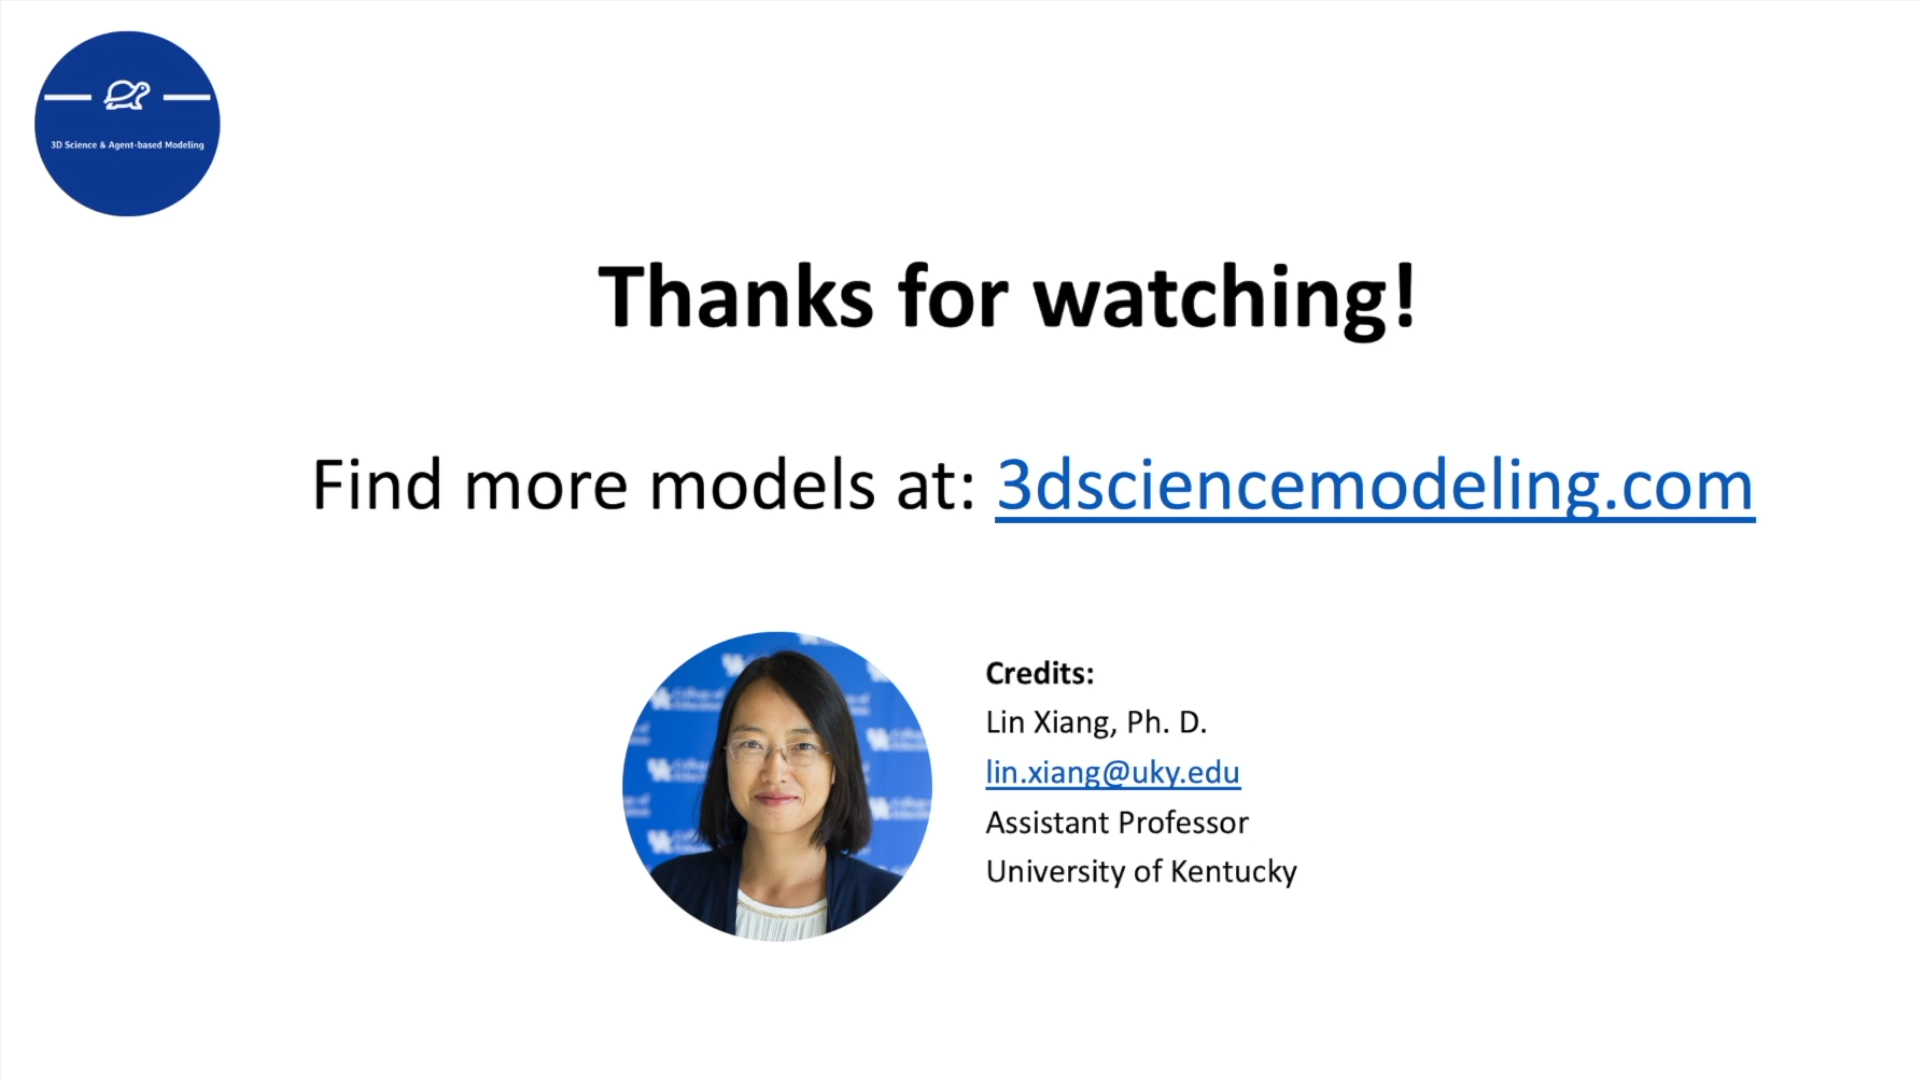 3D Science & Agent-based Modeling
Thanks for watching!
Find more models at: 3dsciencemodeling.com
Credits:
Lin Xiang, Ph. D.
lin.xiang@uky.edu
Assistant Professor
University of Kentucky